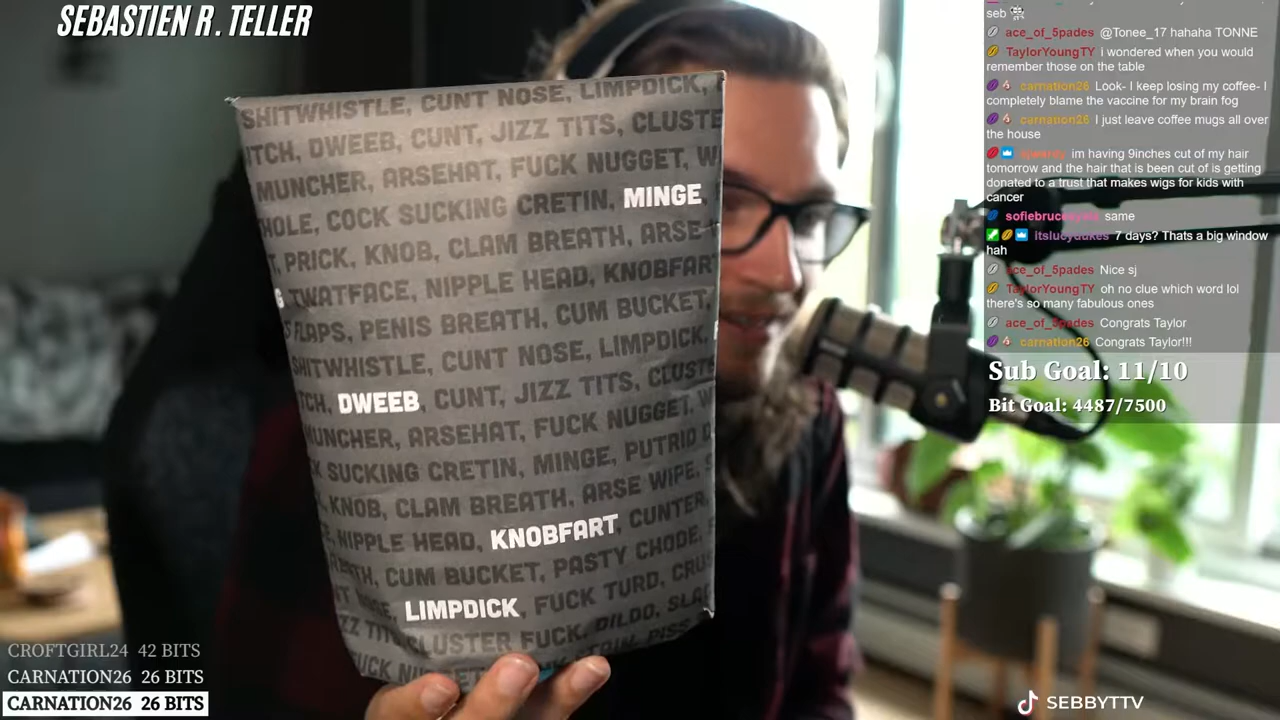 SEBASTIEN R. TELLER
SHITWHISTLE, CUNT NOSE, LIMPDICK,
ITCH, DWEEB, CUNT, JIZZ TITS, CLUSTE
MUNCHER, ARSEHAT, FUCK NUGGET, W
HOLE, COCK SUCKING CRETIN, MINGE
PRICK, KNOB, CLAM BREATH, ARSE
TWATFACE, NIPPLE HEAD, KNOBFART
FLAPS, PENIS BREATH, CUM BUCKET,
SHITWHISTLE, CUNT NOSE, LIMPDICK,
TCH, DWEEB, CUNT, JIZZ TITS, CLUSTE
MUNCHER, ARSEHAT, FUCK NUGGET, W
K SUCKING CRETIN, MINGE, PUTRID D
KNOB, CLAM BREATH, ARSE WIPE,
NIPPLE HEAD, KNOBFART, CUNTER,
CUM BUCKET, PASTY CHODE,
LIMPDICK, FUCK TURD, CRU
CLUSTER FUCK, DILDO, SLA
FUCK PISS
seb
ace_of_5pades @Tonee_17 hahaha TONNE
TaylorYoungTY i wondered when you would
remember those on the table
carnation26 Look- I keep losing my coffee- I
completely blame the vaccine for my brain fog
carnation26 I just leave coffee mugs all over
the house
im having 9inches cut of my hair
tomorrow and the hair that is been cut of is getting
donated to a trust that makes wigs for kids with
cancer
same
itslucydukes 7 days? Thats a big window
hah
ace_of_5pades Nice sj
TaylorYoungTY oh no clue which word lol
there's so many fabulous ones
ace_of_5pades Congrats Taylor
carnation26 Congrats Taylor!!!
Sub Goal: 11/10
Bit Goal: 4487/7500
CROFTGIRL24 42 BITS
CARNATION26 26 BITS
CARNATION26 26 BITS
SEBBYTTV